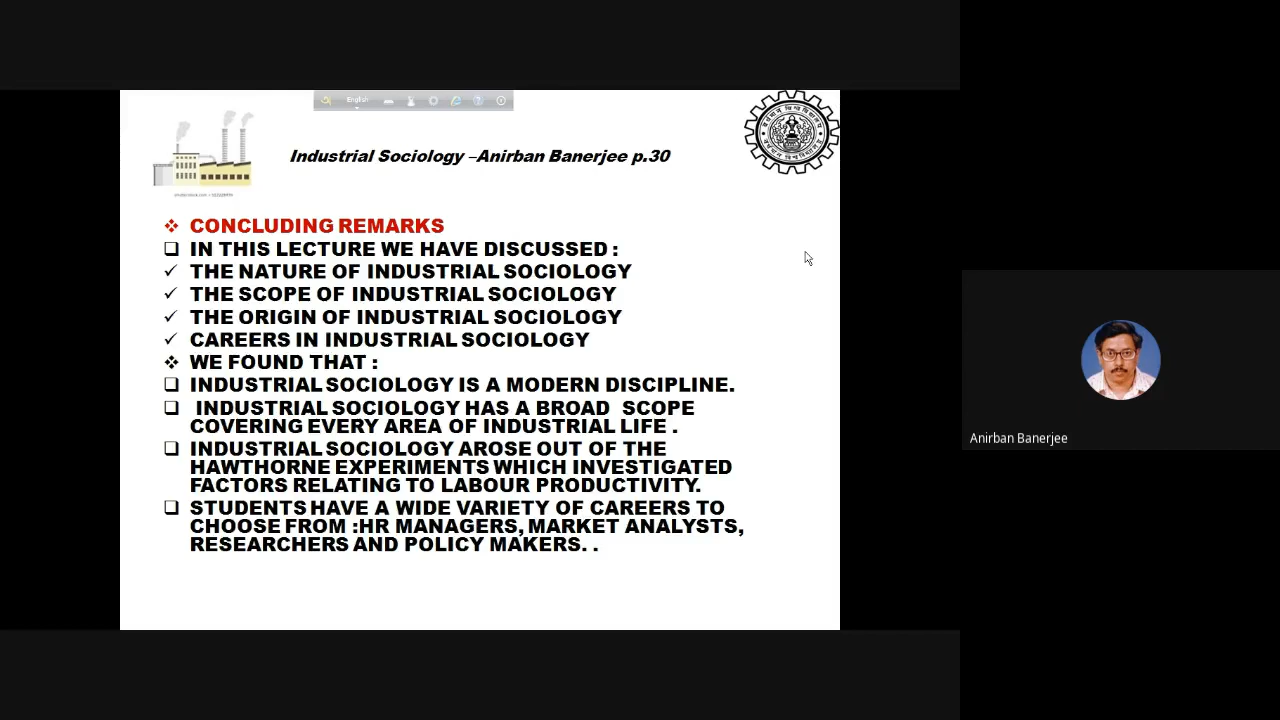 English
Industrial Sociology –Anirban Banerjee p.30
CONCLUDING REMARKS
IN THIS LECTURE WE HAVE DISCUSSED :
THE NATURE OF INDUSTRIAL SOCIOLOGY
THE SCOPE OF INDUSTRIAL SOCIOLOGY
THE ORIGIN OF INDUSTRIAL SOCIOLOGY
CAREERS IN INDUSTRIAL SOCIOLOGY
WE FOUND THAT :
INDUSTRIAL SOCIOLOGY IS A MODERN DISCIPLINE.
INDUSTRIAL SOCIOLOGY HAS A BROAD SCOPE
COVERING EVERY AREA OF INDUSTRIAL LIFE .
INDUSTRIAL SOCIOLOGY AROSE OUT OF THE
HAWTHORNE EXPERIMENTS WHICH INVESTIGATED
FACTORS RELATING TO LABOUR PRODUCTIVITY.
STUDENTS HAVE A WIDE VARIETY OF CAREERS TO
CHOOSE FROM :HR MANAGERS, MARKET ANALYSTS,
RESEARCHERS AND POLICY MAKERS. .
Anirban Banerjee